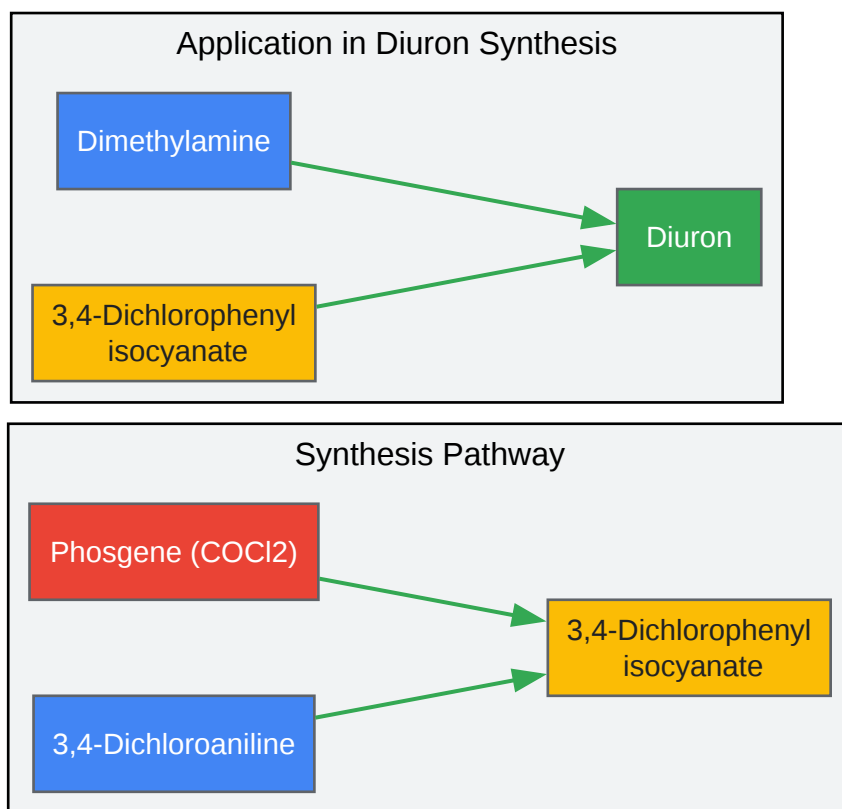 Application in Diuron Synthesis
Dimethylamine
Diuron
3,4-Dichlorophenyl
isocyanate
Synthesis Pathway
Phosgene (COCl2)
3,4-Dichlorophenyl
isocyanate
3,4-Dichloroaniline